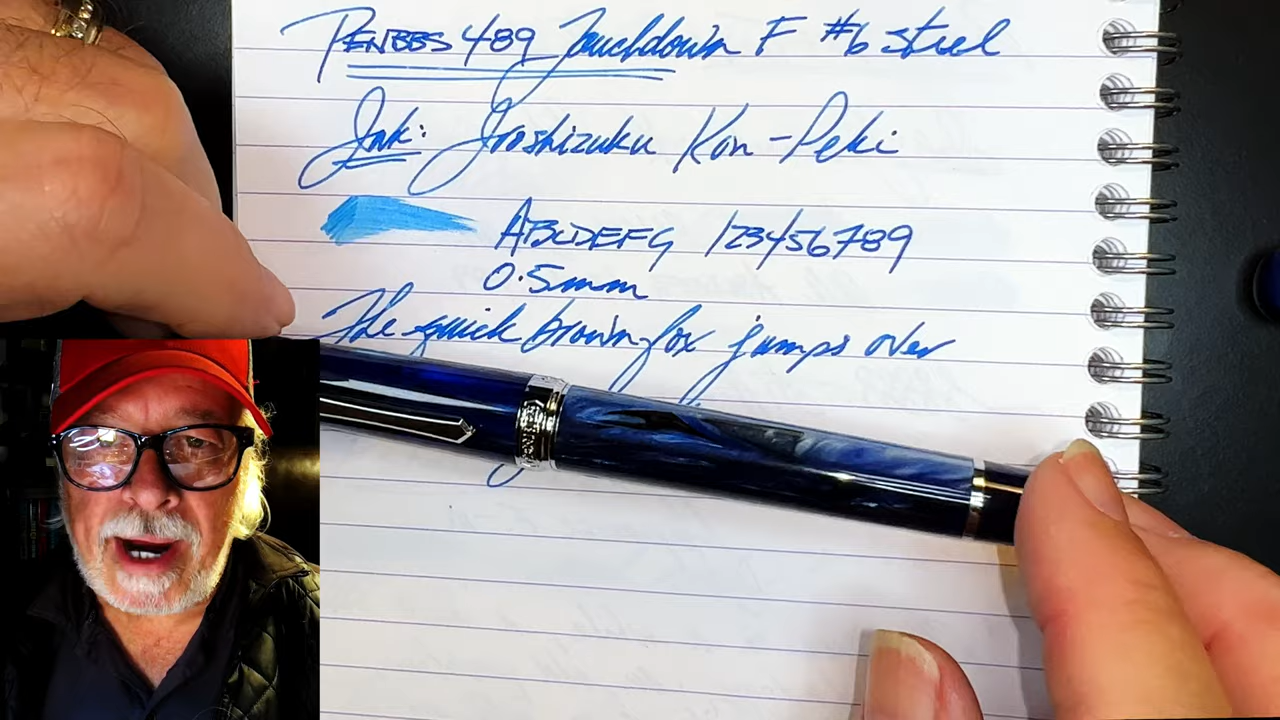 PENBBS 489 Touchdown F #6 steel
Ink: Iroshizuku Kon-Peki
ABCDEFG 123456789
0.5mm
The quick brown fox jumps over